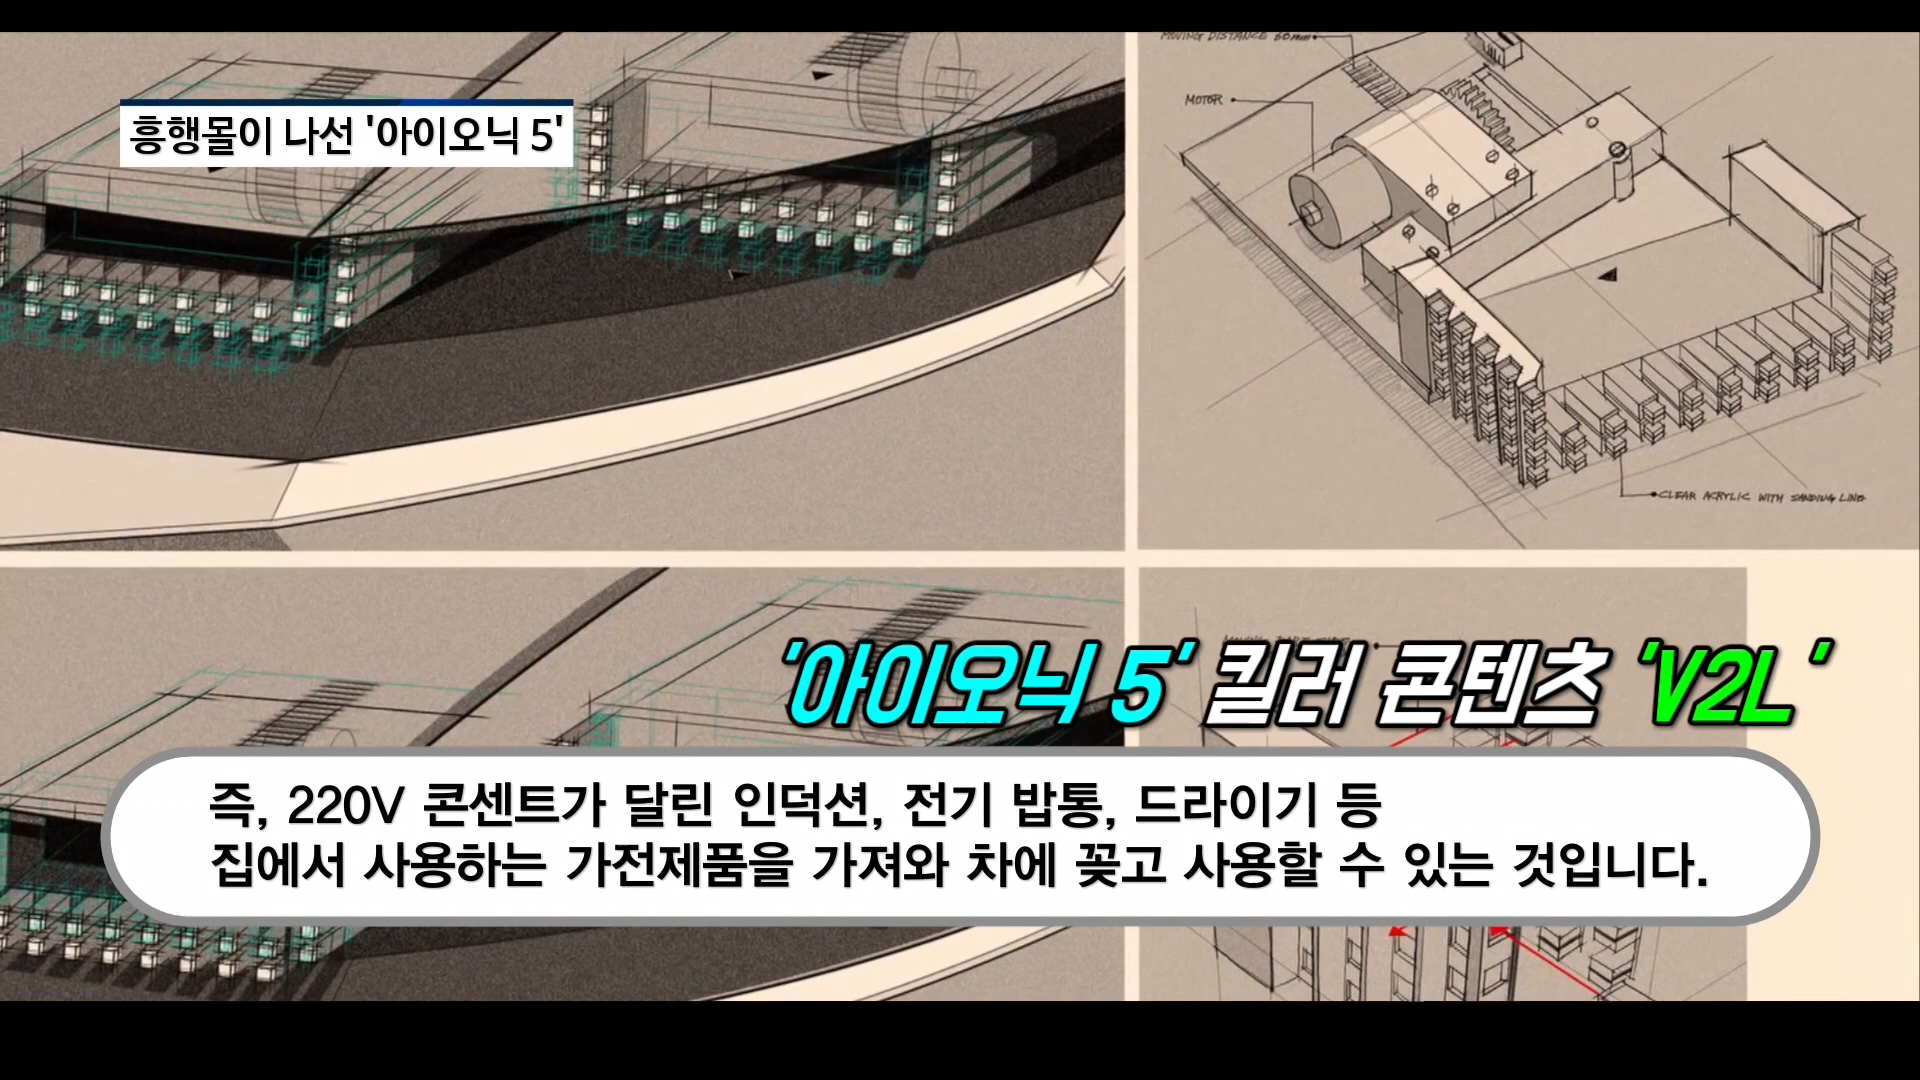 MOVING DISTANCE 60mm
흥행몰이 나선 '아이오닉 5'
MOTOR
CLEAR ACRYLIC WITH SANDING LINE
'아이오닉 5' 킬러 콘텐츠 'V2L'
즉, 220V 콘센트가 달린 인덕션, 전기 밥통, 드라이기 등
집에서 사용하는 가전제품을 가져와 차에 꽂고 사용할 수 있는 것입니다.